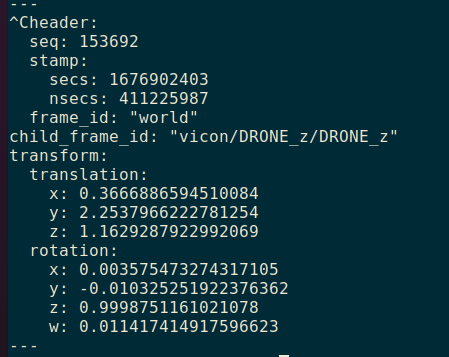 ---
^Cheader:
  seq: 153692
  stamp:
    secs: 1676902403
    nsecs: 411225987
  frame_id: "world"
child_frame_id: "vicon/DRONE_z/DRONE_z"
transform:
  translation:
    x: 0.3666886594510084
    y: 2.2537966222781254
    z: 1.1629287922992069
  rotation:
    x: 0.003575473274317105
    y: -0.010325251922376362
    z: 0.9998751161021078
    w: 0.011417414917596623
---